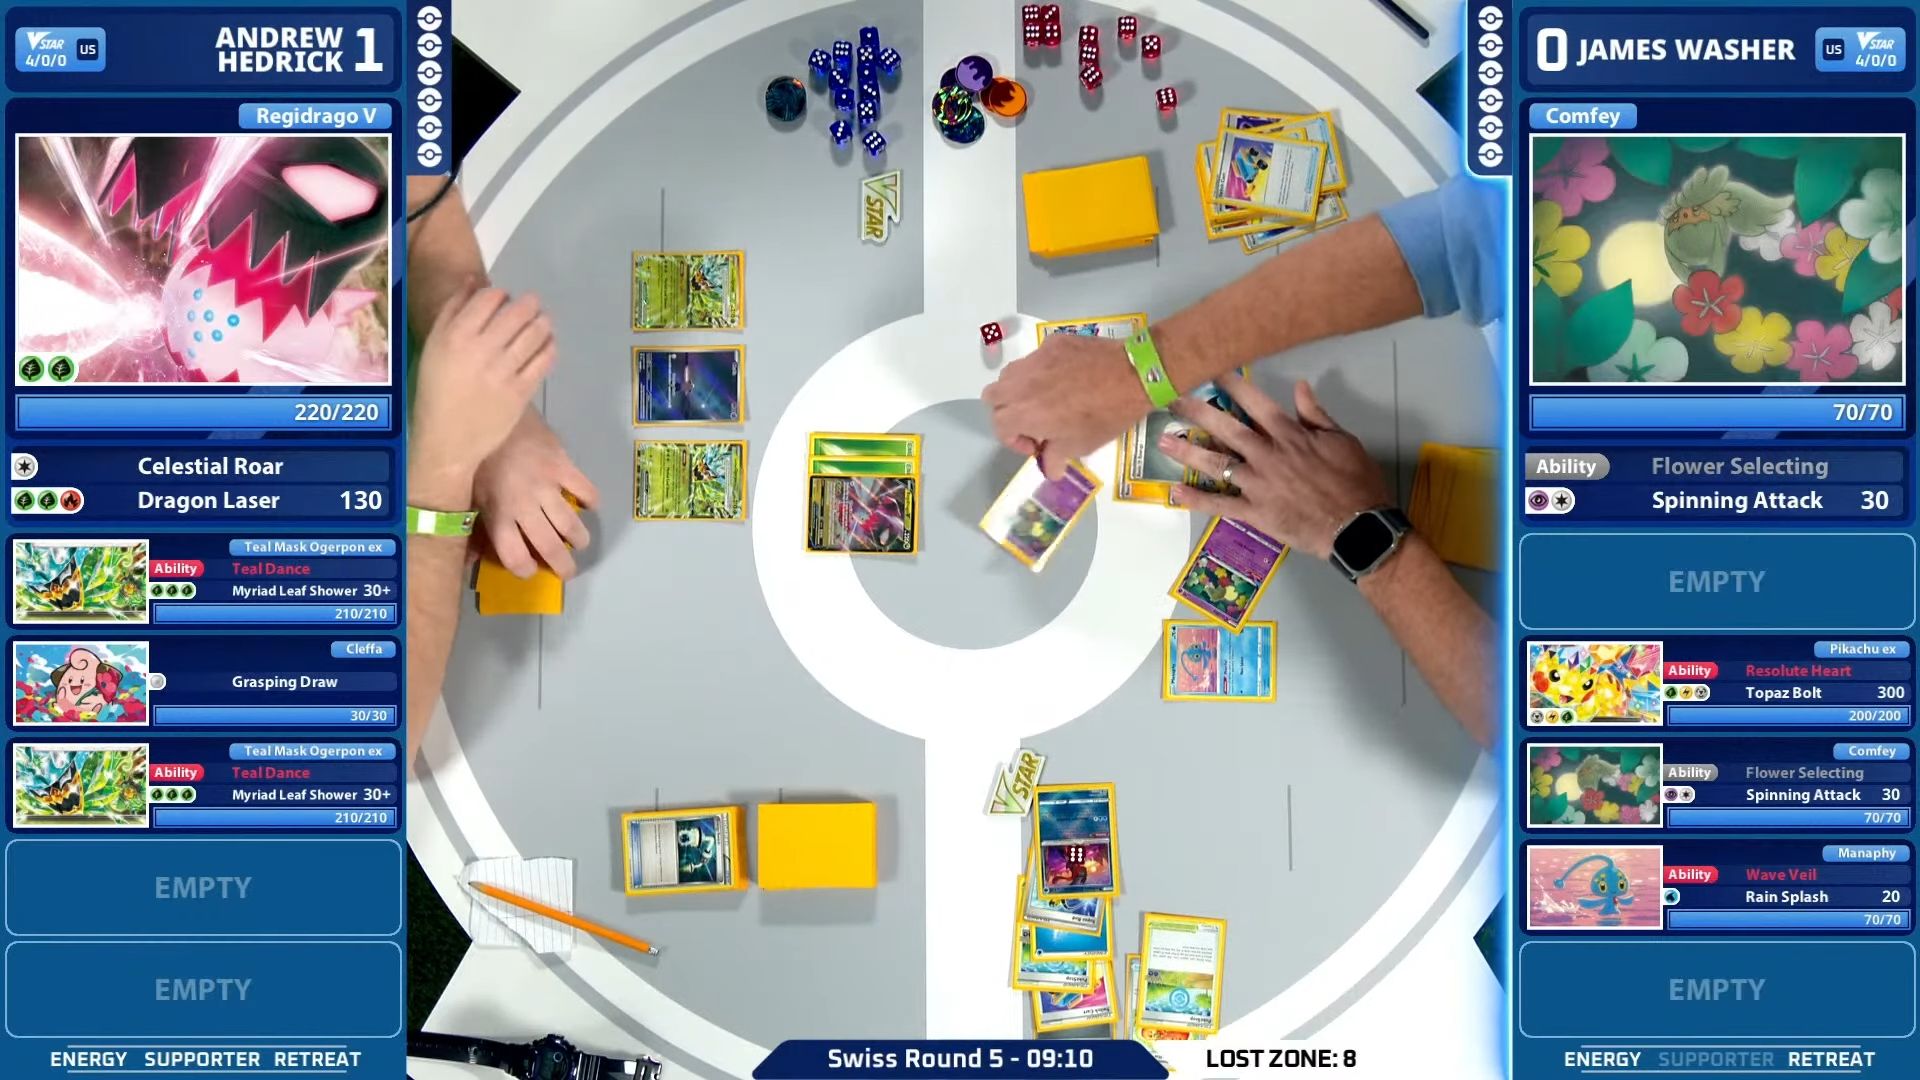 VSTAR
4/0/0
US
ANDREW
HEDRICK
1
Regidrago V
220/220
Celestial Roar
Dragon Laser 130
Teal Mask Ogerpon ex
Ability Teal Dance
Myriad Leaf Shower 30+
210/210
Cleffa
Grasping Draw
30/30
Teal Mask Ogerpon ex
Ability Teal Dance
Myriad Leaf Shower 30+
210/210
EMPTY
EMPTY
ENERGY SUPPORTER RETREAT
VSTAR
VSTAR
Swiss Round 5 - 09:10
LOST ZONE: 8
0
JAMES WASHER
US
VSTAR
4/0/0
Comfey
70/70
Ability Flower Selecting
Spinning Attack 30
EMPTY
Pikachu ex
Ability Resolute Heart
Topaz Bolt 300
200/200
Comfey
Ability Flower Selecting
Spinning Attack 30
70/70
Manaphy
Ability Wave Veil
Rain Splash 20
70/70
EMPTY
ENERGY SUPPORTER RETREAT